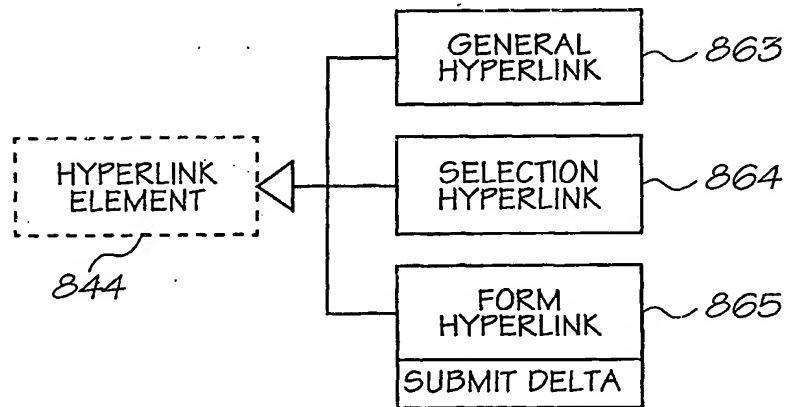 GENERAL
HYPERLINK
863
HYPERLINK
ELEMENT
844
SELECTION
HYPERLINK
864
FORM
HYPERLINK
865
SUBMIT DELTA